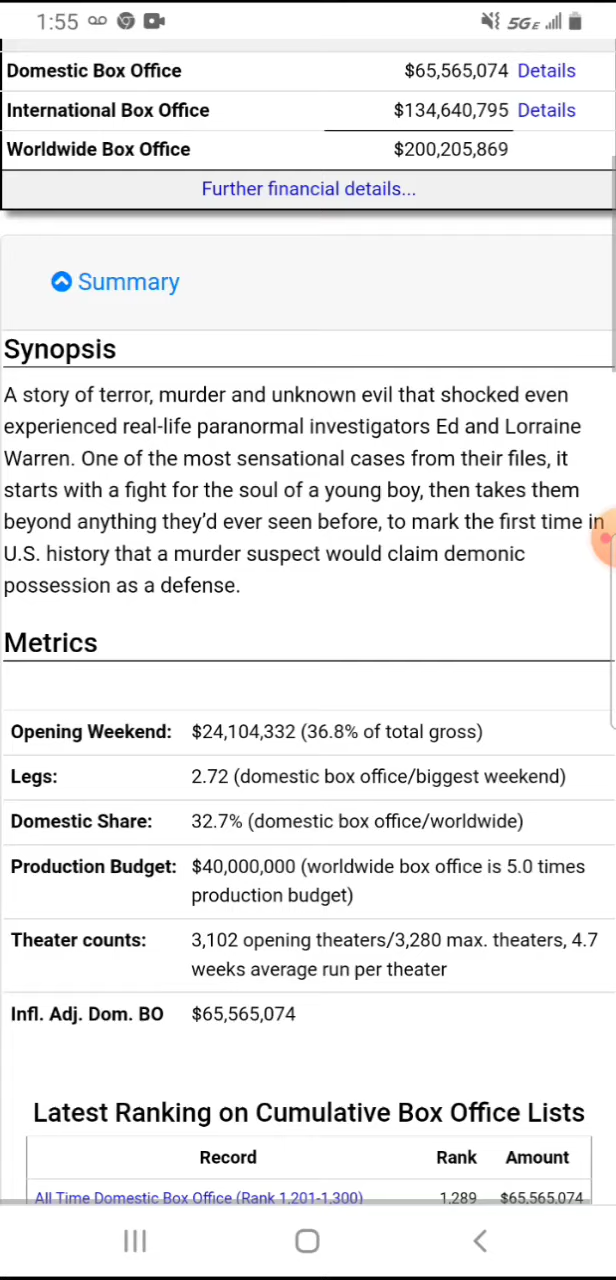 1:55 5GE
Domestic Box Office $65,565,074 Details
International Box Office $134,640,795 Details
Worldwide Box Office $200,205,869
Further financial details...
Summary
Synopsis
A story of terror, murder and unknown evil that shocked even
experienced real-life paranormal investigators Ed and Lorraine
Warren. One of the most sensational cases from their files, it
starts with a fight for the soul of a young boy, then takes them
beyond anything they'd ever seen before, to mark the first time in
U.S. history that a murder suspect would claim demonic
possession as a defense.
Metrics
Opening Weekend: $24,104,332 (36.8% of total gross)
Legs: 2.72 (domestic box office/biggest weekend)
Domestic Share: 32.7% (domestic box office/worldwide)
Production Budget: $40,000,000 (worldwide box office is 5.0 times
production budget)
Theater counts: 3,102 opening theaters/3,280 max. theaters, 4.7
weeks average run per theater
Infl. Adj. Dom. BO $65,565,074
Latest Ranking on Cumulative Box Office Lists
Record Rank Amount
All Time Domestic Box Office (Rank 1,201-1,300) 1,289 $65,565,074